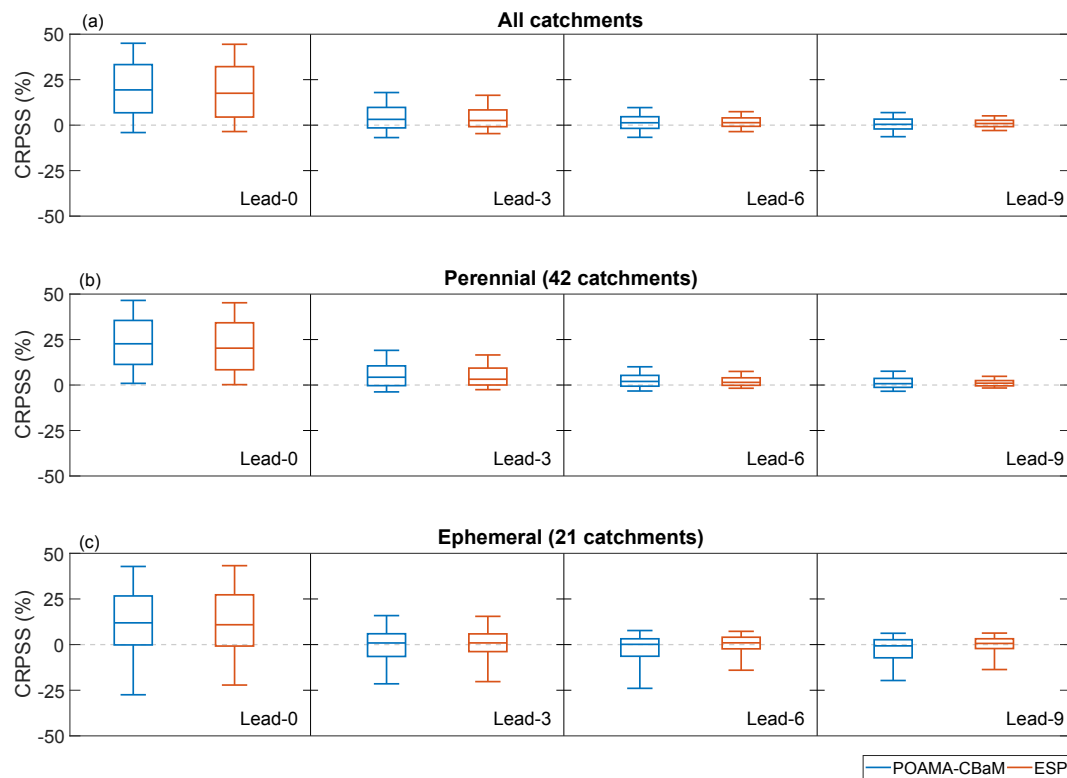 (a)
All catchments
50
25
0
-25
-50
CRPSS (%)
Lead-0
Lead-3
Lead-6
Lead-9
(b)
Perennial (42 catchments)
50
25
0
-25
-50
CRPSS (%)
Lead-0
Lead-3
Lead-6
Lead-9
(c)
Ephemeral (21 catchments)
50
25
0
-25
-50
CRPSS (%)
Lead-0
Lead-3
Lead-6
Lead-9
POAMA-CBaM
ESP